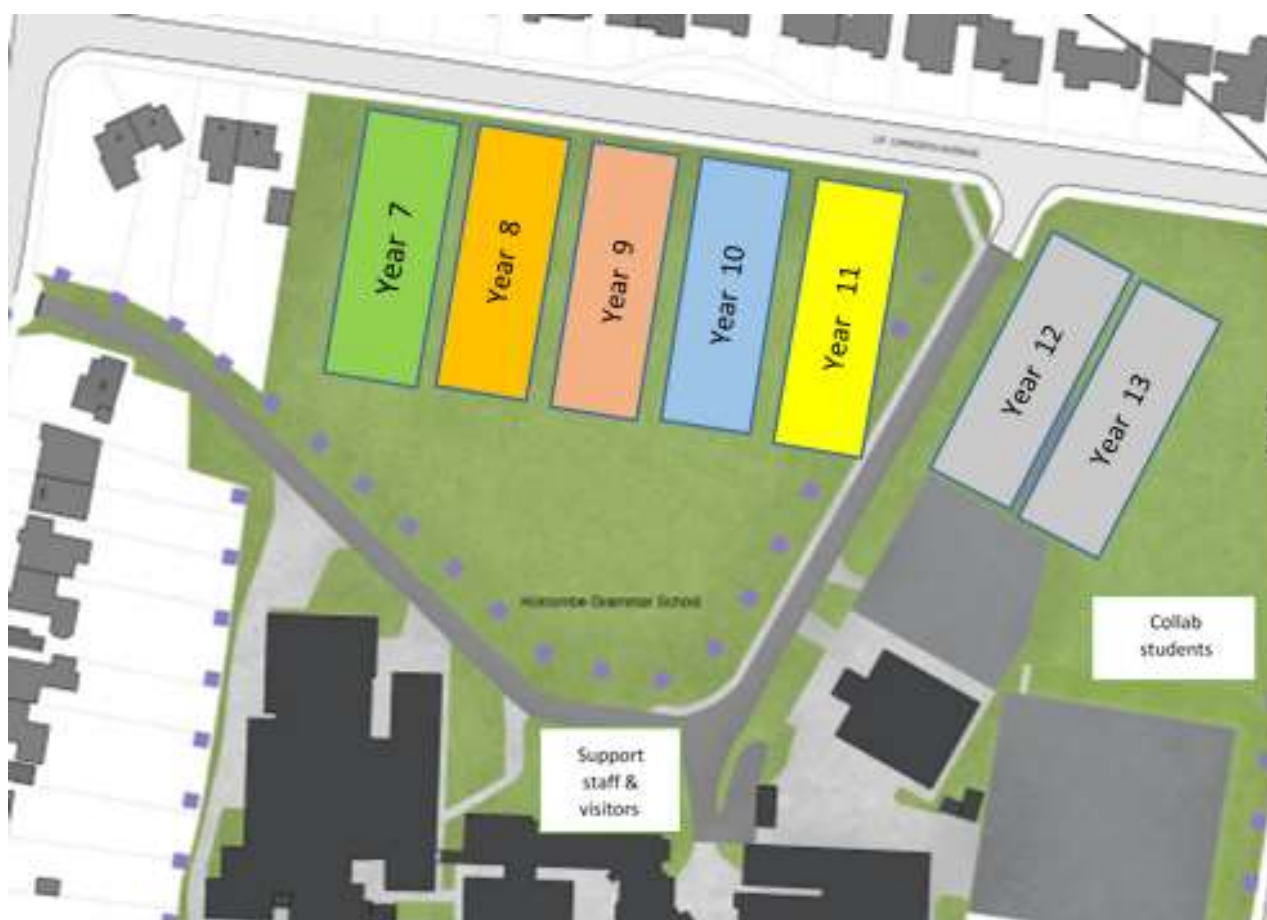 Year 7
Year 8
Year 9
Year 10
Year 11
Year 12
Year 13
Holcombe Grammar School
Collab
students
Support
staff &
visitors